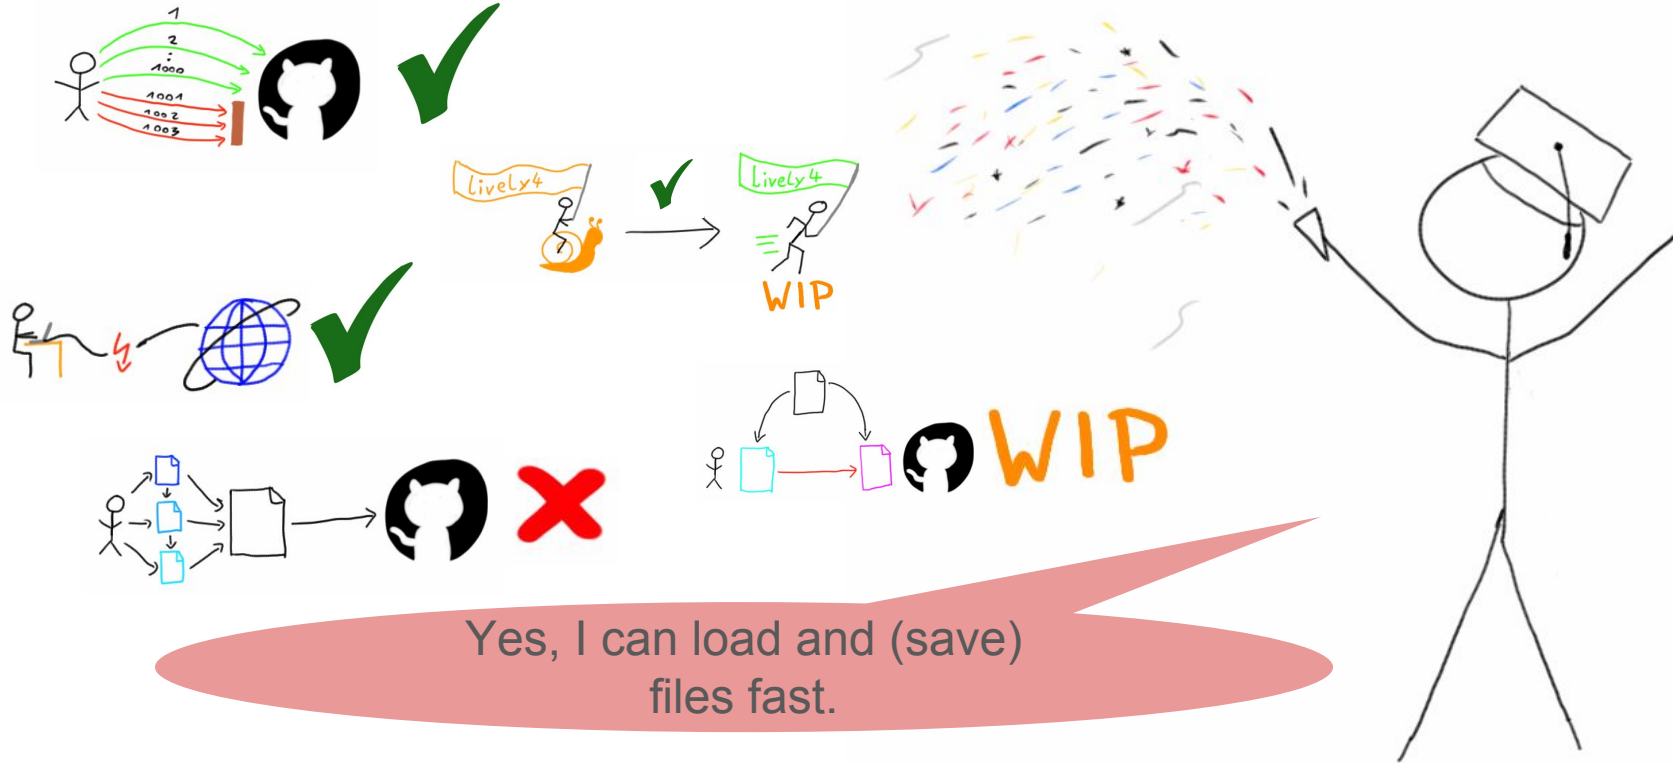 1
2
:
1000
1001
1002
1003
lively4
lively4
WIP
WIP
Yes, I can load and (save)
files fast.